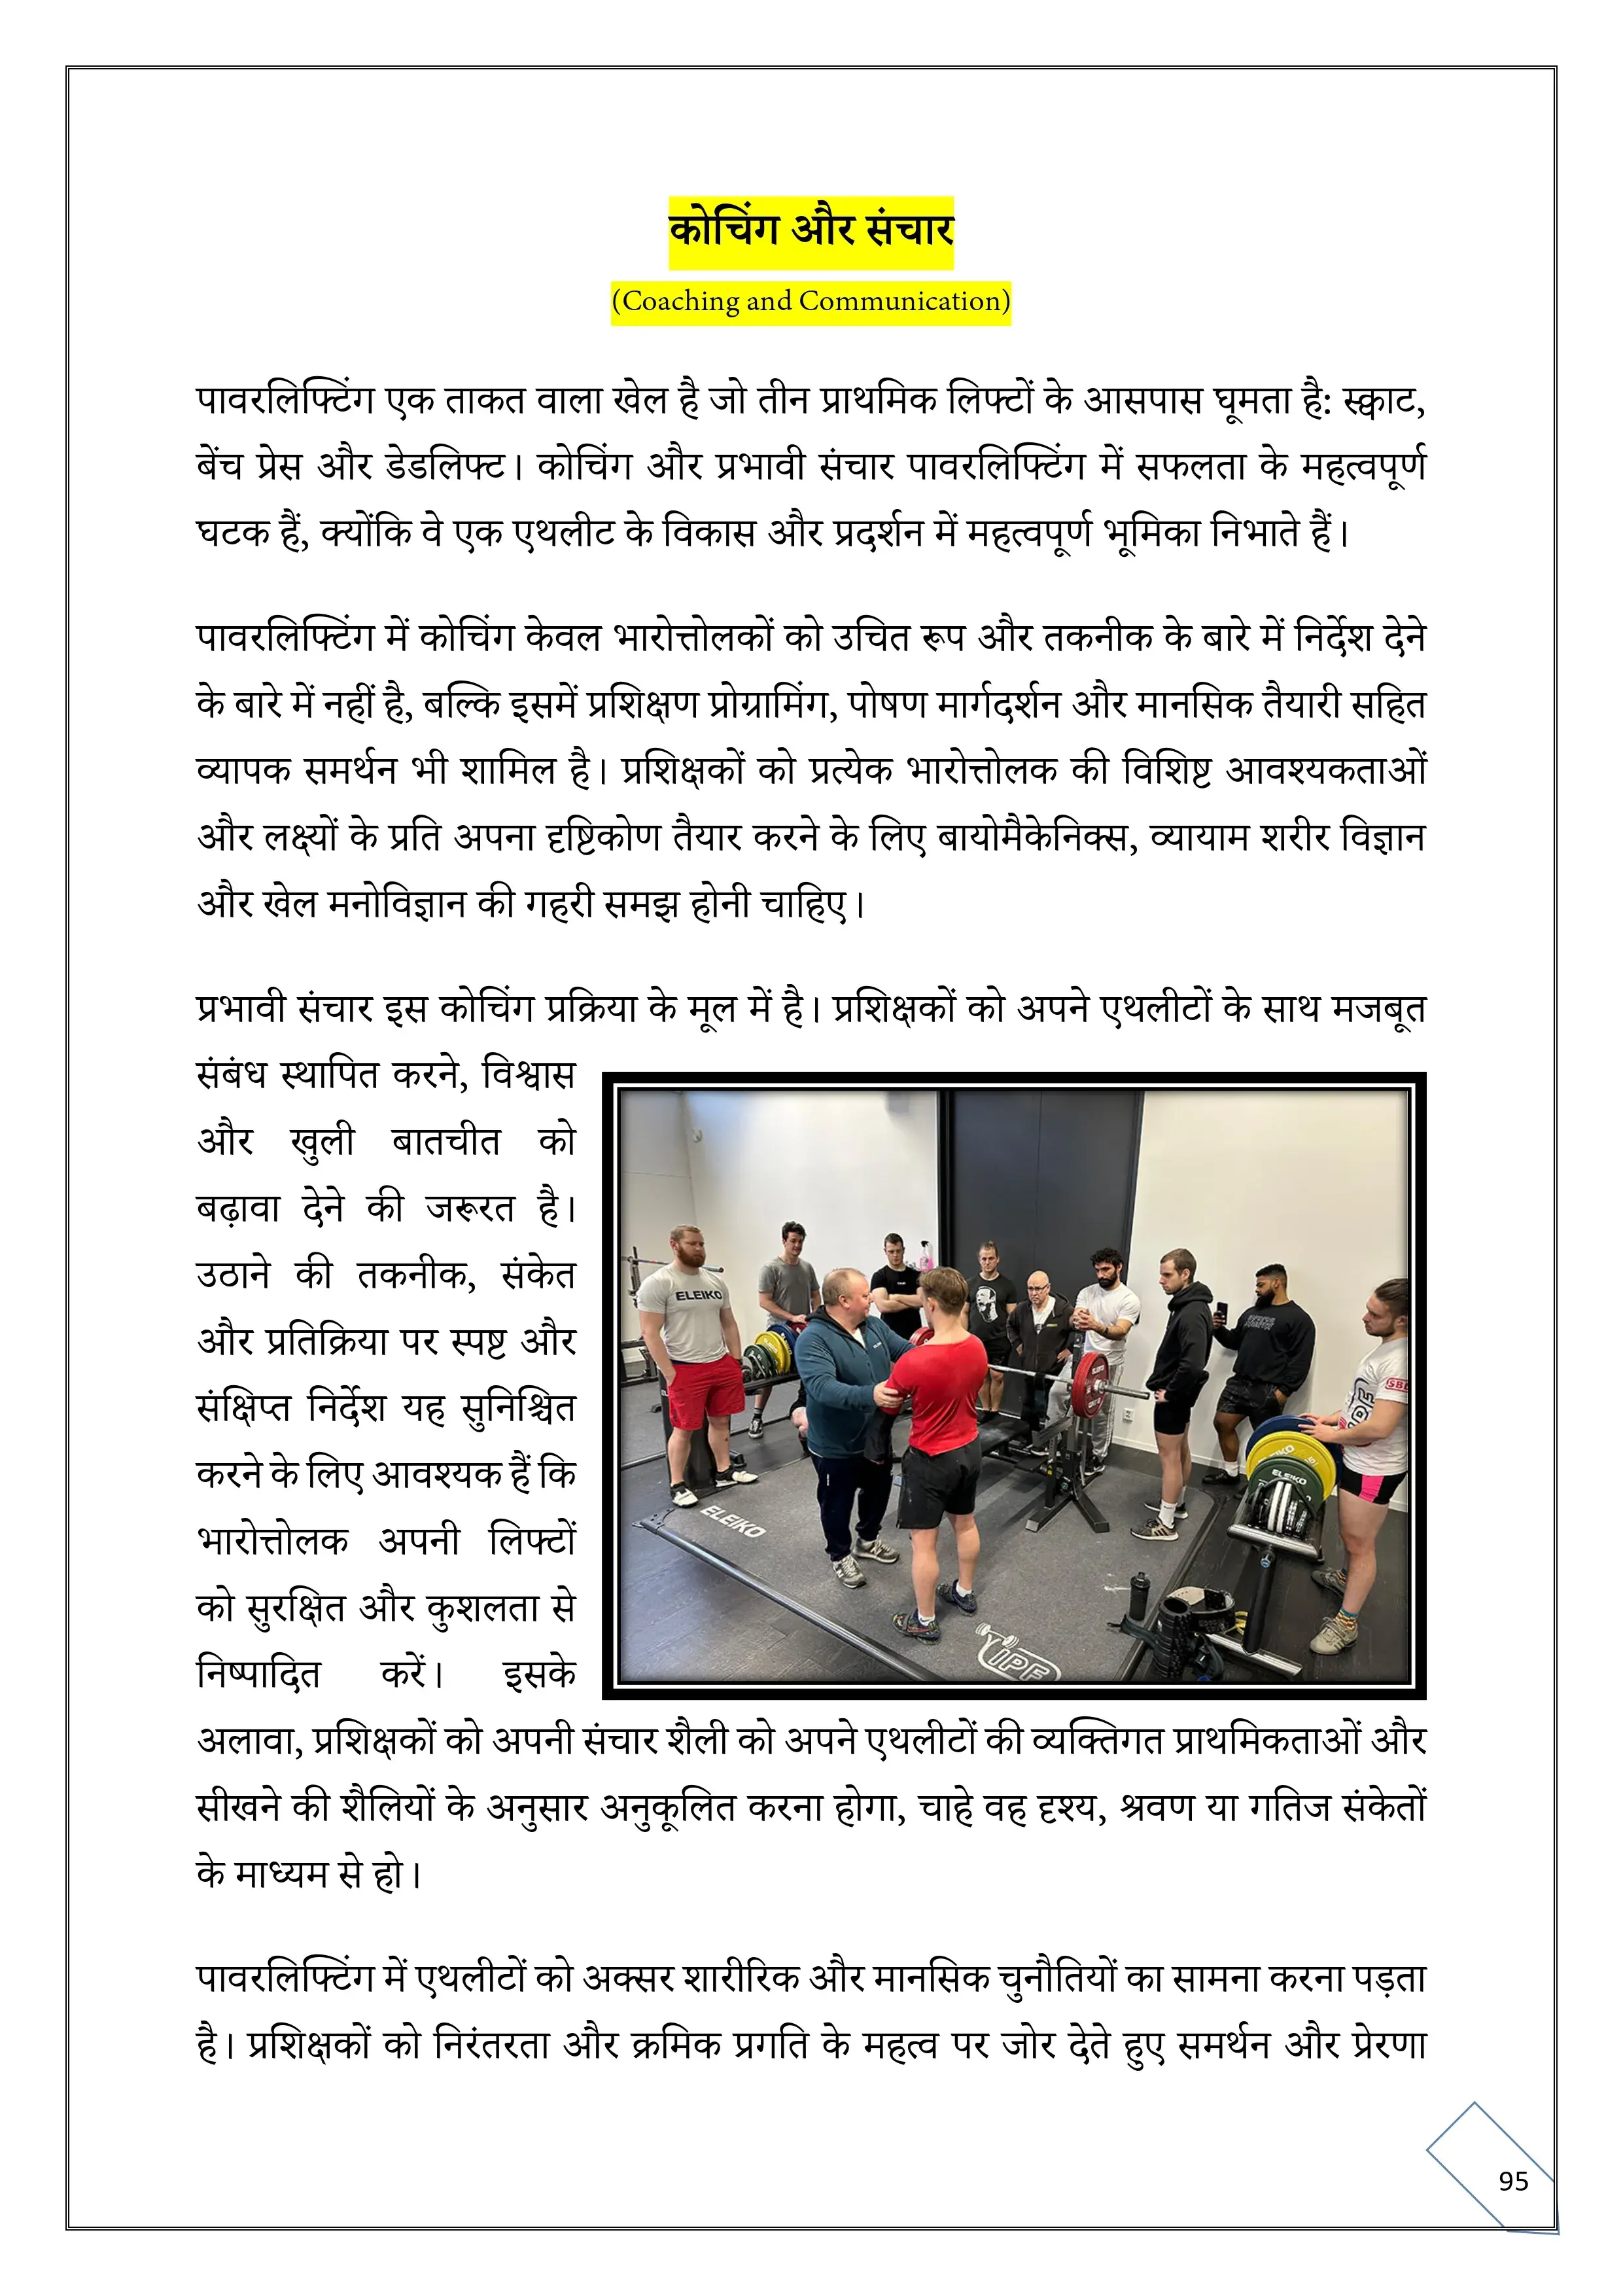 कोचिंग और संचार
(Coaching and Communication)
पावरलिफ्टिंग एक ताकत वाला खेल है जो तीन प्राथमिक लिफ्टों के आसपास घूमता है: स्क्वाट,
बेंच प्रेस और डेडलिफ्ट। कोचिंग और प्रभावी संचार पावरलिफ्टिंग में सफलता के महत्वपूर्ण
घटक हैं, क्योंकि वे एक एथलीट के विकास और प्रदर्शन में महत्वपूर्ण भूमिका निभाते हैं।
पावरलिफ्टिंग में कोचिंग केवल भारोत्तोलकों को उचित रूप और तकनीक के बारे में निर्देश देने
के बारे में नहीं है, बल्कि इसमें प्रशिक्षण प्रोग्रामिंग, पोषण मार्गदर्शन और मानसिक तैयारी सहित
व्यापक समर्थन भी शामिल है। प्रशिक्षकों को प्रत्येक भारोत्तोलक की विशिष्ट आवश्यकताओं
और लक्ष्यों के प्रति अपना दृष्टिकोण तैयार करने के लिए बायोमैकेनिक्स, व्यायाम शरीर विज्ञान
और खेल मनोविज्ञान की गहरी समझ होनी चाहिए।
प्रभावी संचार इस कोचिंग प्रक्रिया के मूल में है। प्रशिक्षकों को अपने एथलीटों के साथ मजबूत
संबंध स्थापित करने, विश्वास
और खुली बातचीत को
बढ़ावा देने की जरूरत है।
उठाने की तकनीक, संकेत
और प्रतिक्रिया पर स्पष्ट और
संक्षिप्त निर्देश यह सुनिश्चित
करने के लिए आवश्यक हैं कि
भारोत्तोलक अपनी लिफ्टों
को सुरक्षित और कुशलता से
निष्पादित करें। इसके
ELEIKO
ELEIKO
ELEIKO
IPF
SB
अलावा, प्रशिक्षकों को अपनी संचार शैली को अपने एथलीटों की व्यक्तिगत प्राथमिकताओं और
सीखने की शैलियों के अनुसार अनुकूलित करना होगा, चाहे वह दृश्य, श्रवण या गतिज संकेतों
के माध्यम से हो।
पावरलिफ्टिंग में एथलीटों को अक्सर शारीरिक और मानसिक चुनौतियों का सामना करना पड़ता
है। प्रशिक्षकों को निरंतरता और क्रमिक प्रगति के महत्व पर जोर देते हुए समर्थन और प्रेरणा
95